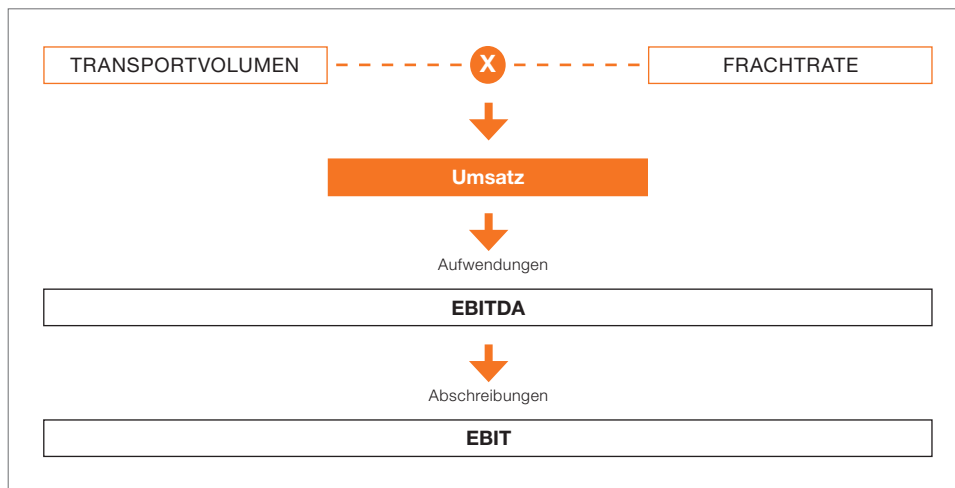 TRANSPORTVOLUMEN X FRACHTRATE
Umsatz
Aufwendungen
EBITDA
Abschreibungen
EBIT